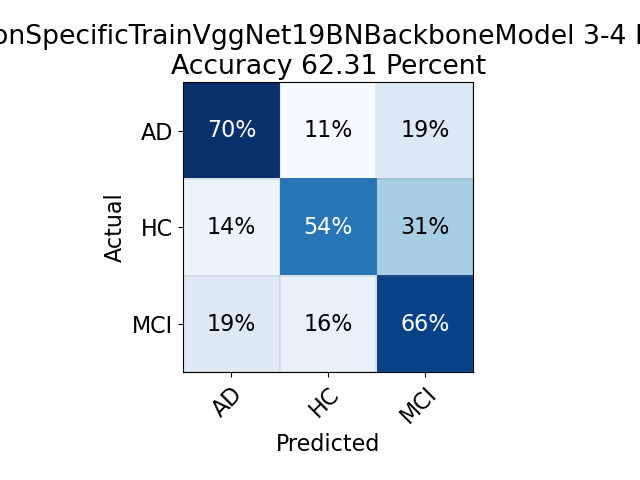 onSpecificTrainVggNet19BNBackboneModel 3-4
Accuracy 62.31 Percent
AD 70% 11% 19%
HC 14% 54% 31%
MCI 19% 16% 66%
Actual
AD HC MCI
Predicted